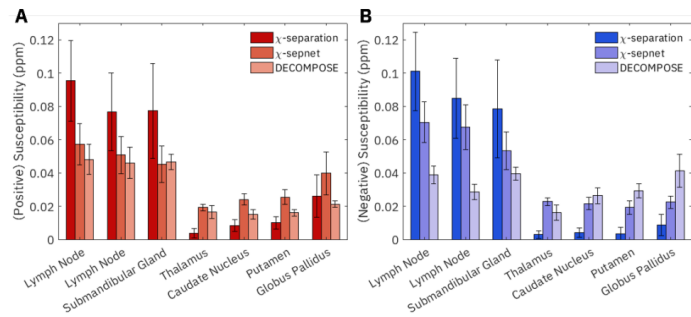 A
0.12
0.1
0.08
0.06
0.04
0.02
0
(Positive) Susceptibility (ppm)
χ-separation
χ-sepnet
DECOMPOSE
Lymph Node
Lymph Node
Submandibular Gland
Thalamus
Caudate Nucleus
Putamen
Globus Pallidus
B
0.12
0.1
0.08
0.06
0.04
0.02
0
(Negative) Susceptibility (ppm)
χ-separation
χ-sepnet
DECOMPOSE
Lymph Node
Lymph Node
Submandibular Gland
Thalamus
Caudate Nucleus
Putamen
Globus Pallidus